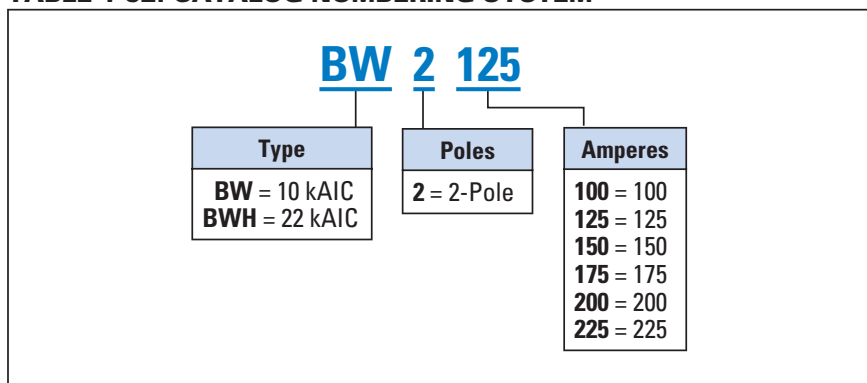 BW 2 125
Type
BW = 10 kAIC
BWH = 22 kAIC
Poles
2 = 2-Pole
Amperes
100 = 100
125 = 125
150 = 150
175 = 175
200 = 200
225 = 225